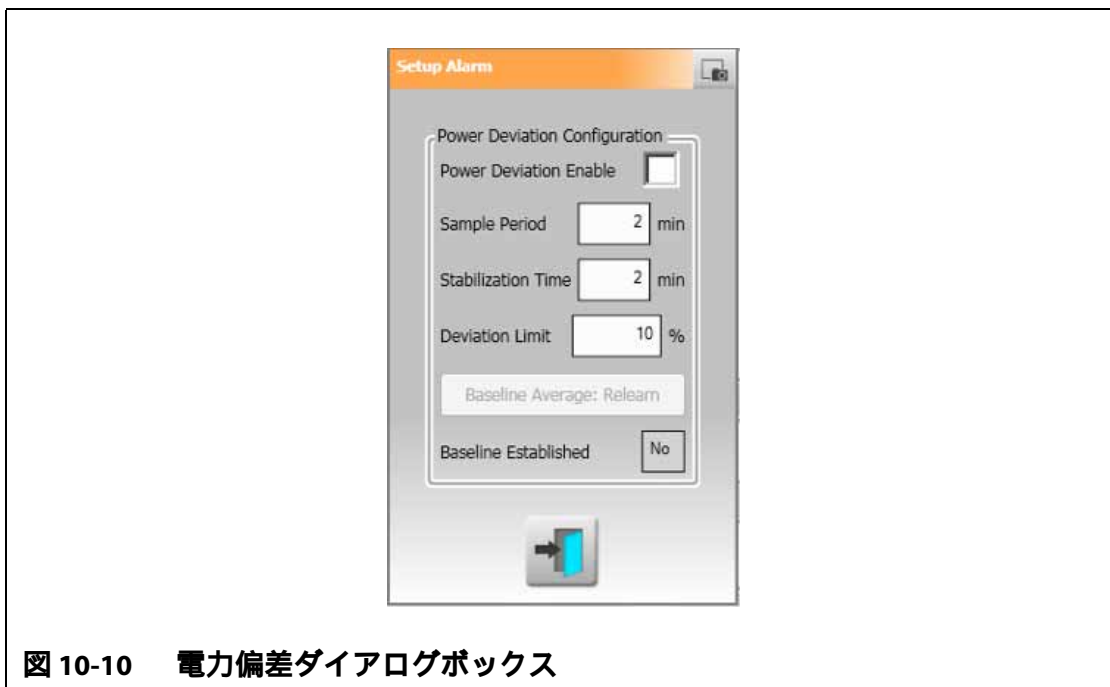 Setup Alarm
Power Deviation Configuration
Power Deviation Enable
Sample Period 2 min
Stabilization Time 2 min
Deviation Limit 10 %
Baseline Average: Relearn
Baseline Established No
図 10-10 電力偏差ダイアログボックス